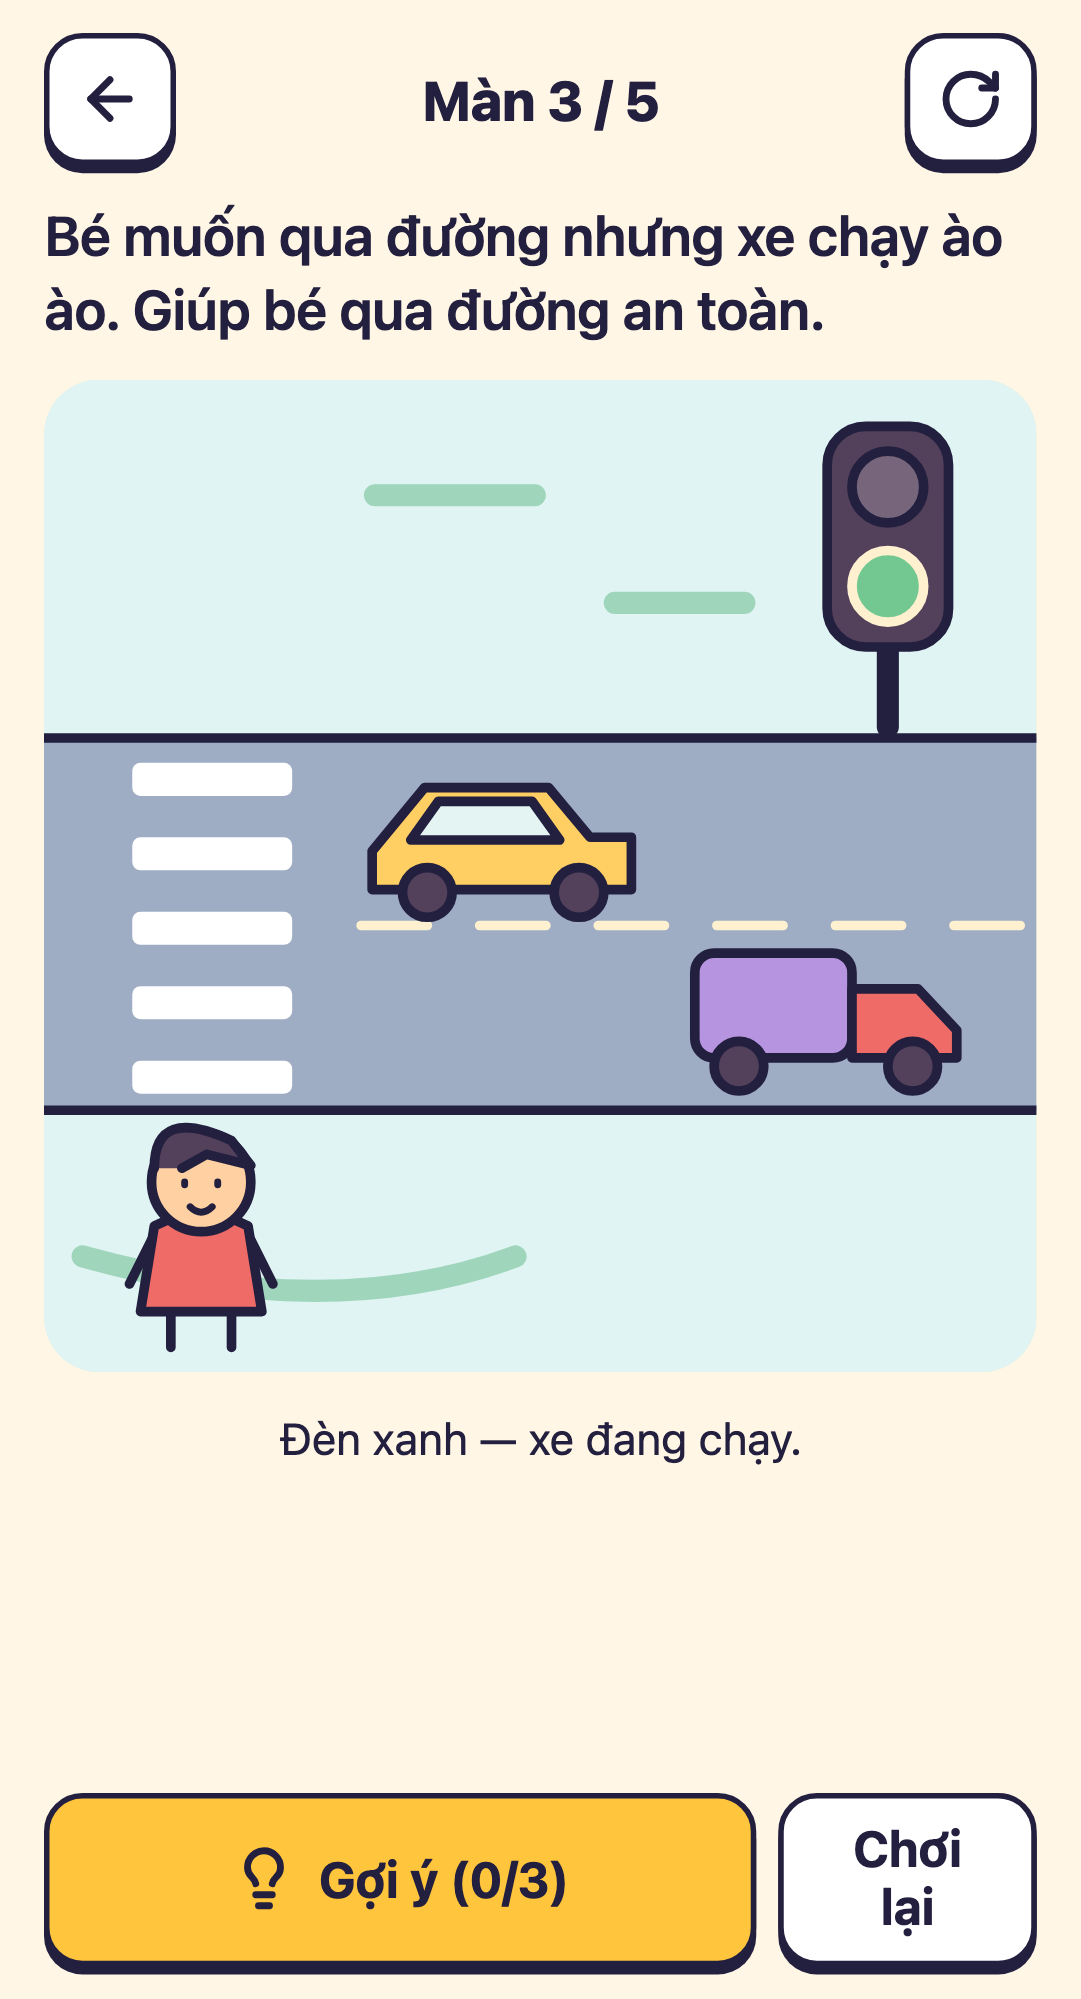 Màn 3 / 5
Bé muốn qua đường nhưng xe chạy ào
ào. Giúp bé qua đường an toàn.
Đèn xanh — xe đang chạy.
Gợi ý (0/3)
Chơi
lại